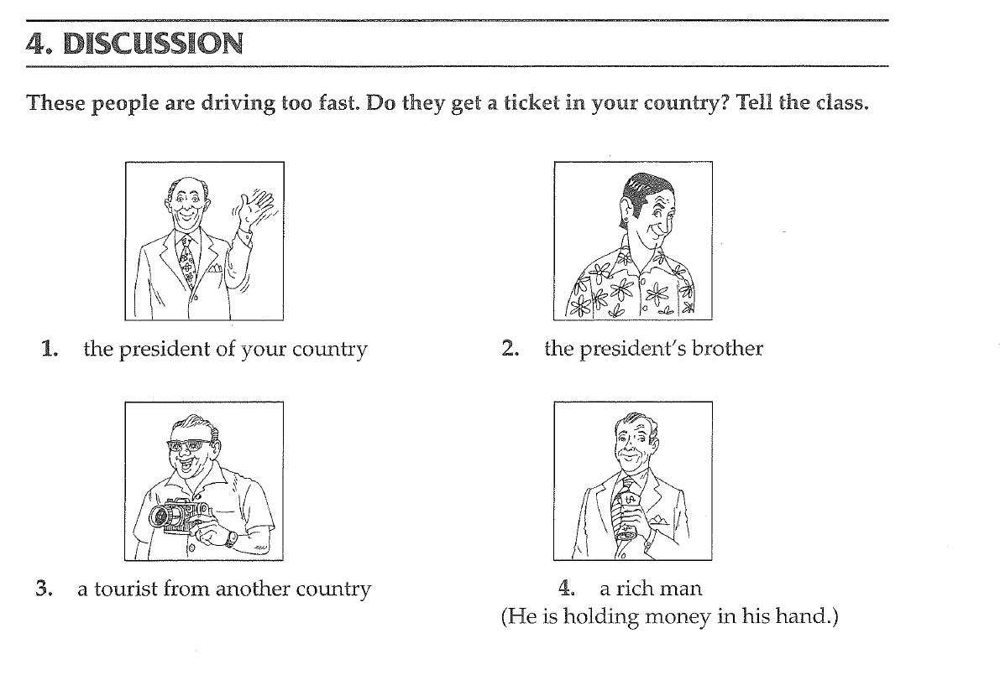 4. DISCUSSION
These people are driving too fast. Do they get a ticket in your country? Tell the class.
1. the president of your country
2. the president's brother
3. a tourist from another country
4. a rich man
(He is holding money in his hand.)
$